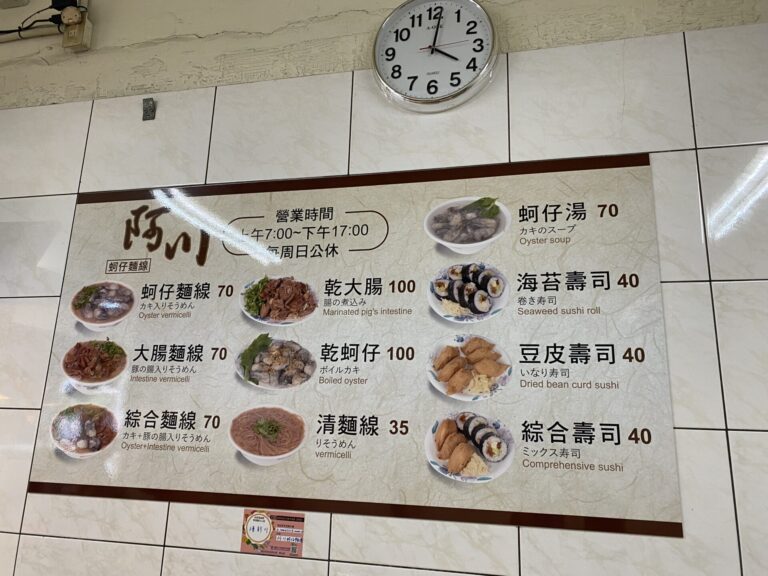 12 1 2 3 4 5 6 7 8 9 10 11
QUARTZ
阿川
蚵仔麵線
營業時間
上午7:00~下午17:00
每周日公休
蚵仔麵線 70
カキ入りそうめん
Oyster vermicelli
大腸麵線 70
豚の腸入りそうめん
Intestine vermicelli
綜合麵線 70
カキ+豚の腸入りそうめん
Oyster+Intestine vermicelli
乾大腸 100
腸の煮込み
Marinated pig's intestine
乾蚵仔 100
ボイルカキ
Boiled oyster
清麵線 35
りそうめん
vermicelli
蚵仔湯 70
カキのスープ
Oyster soup
海苔壽司 40
巻き寿司
Seaweed sushi roll
豆皮壽司 40
いなり寿司
Dried bean curd sushi
綜合壽司 40
ミックス寿司
Comprehensive sushi